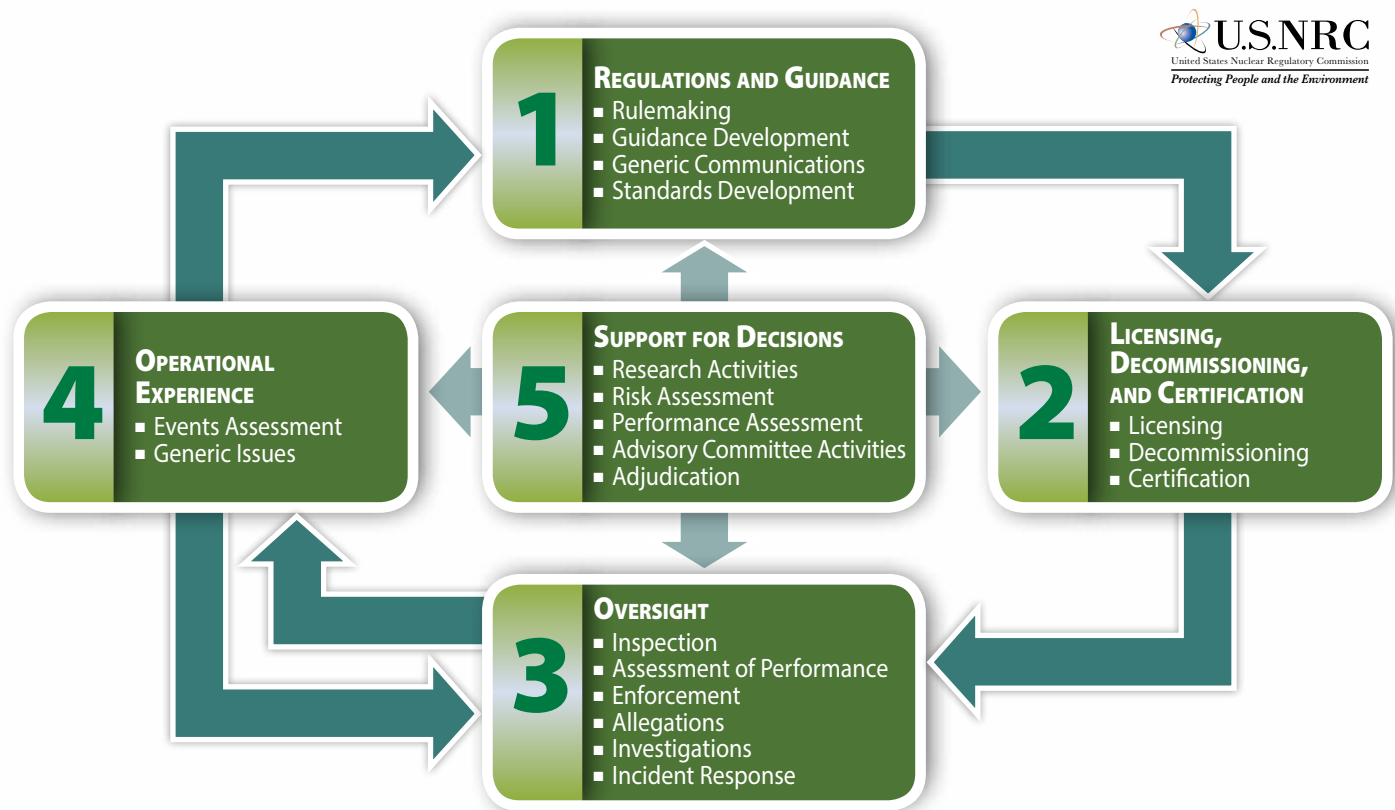 U.S.NRC
United States Nuclear Regulatory Commission
Protecting People and the Environment
1
REGULATIONS AND GUIDANCE
▪ Rulemaking
▪ Guidance Development
▪ Generic Communications
▪ Standards Development
4
OPERATIONAL
EXPERIENCE
▪ Events Assessment
▪ Generic Issues
5
SUPPORT FOR DECISIONS
▪ Research Activities
▪ Risk Assessment
▪ Performance Assessment
▪ Advisory Committee Activities
▪ Adjudication
2
LICENSING,
DECOMMISSIONING,
AND CERTIFICATION
▪ Licensing
▪ Decommissioning
▪ Certification
3
OVERSIGHT
▪ Inspection
▪ Assessment of Performance
▪ Enforcement
▪ Allegations
▪ Investigations
▪ Incident Response